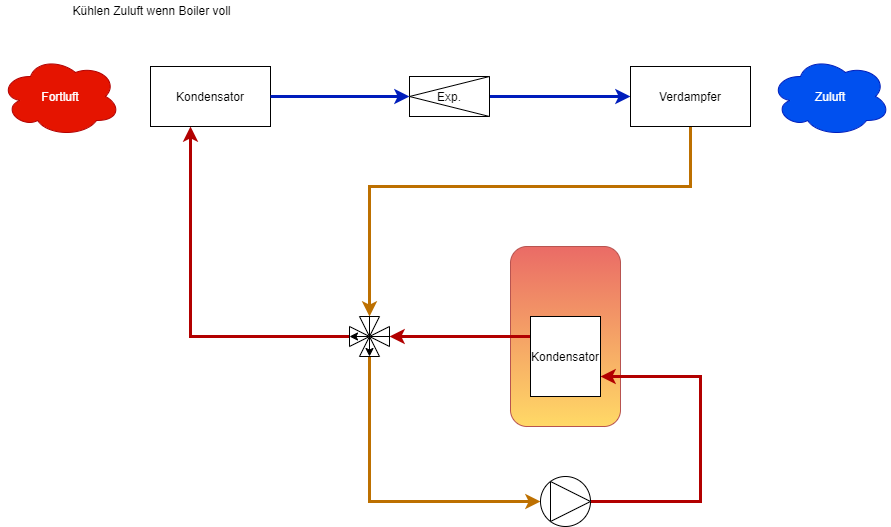 Kühlen Zuluft wenn Boiler voll
Fortluft
Kondensator
Exp.
Verdampfer
Zuluft
Kondensator